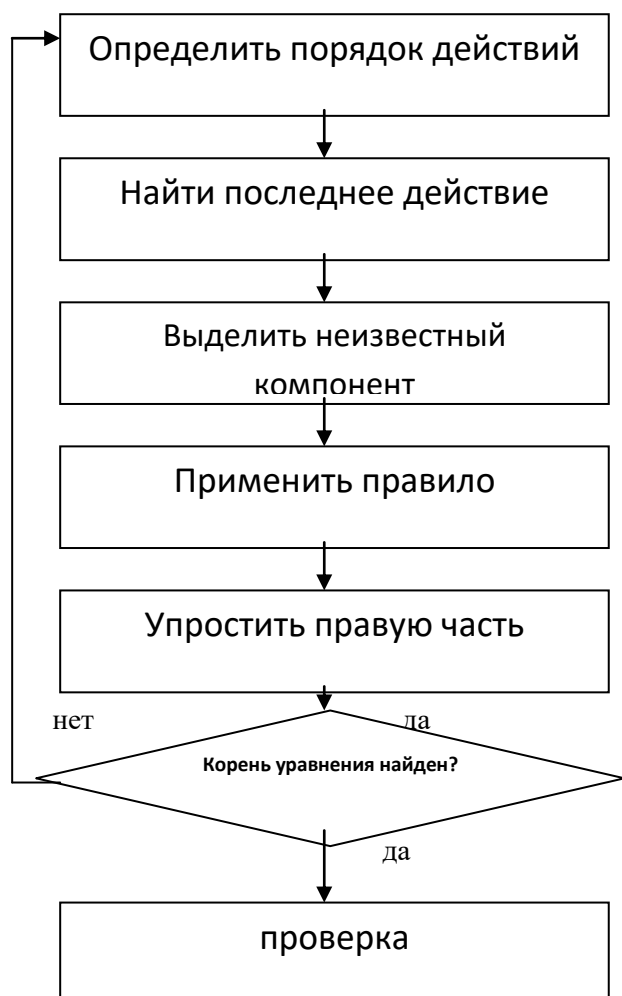 Определить порядок действий
Найти последнее действие
Выделить неизвестный
компонент
Применить правило
Упростить правую часть
нет
да
Корень уравнения найден?
да
проверка